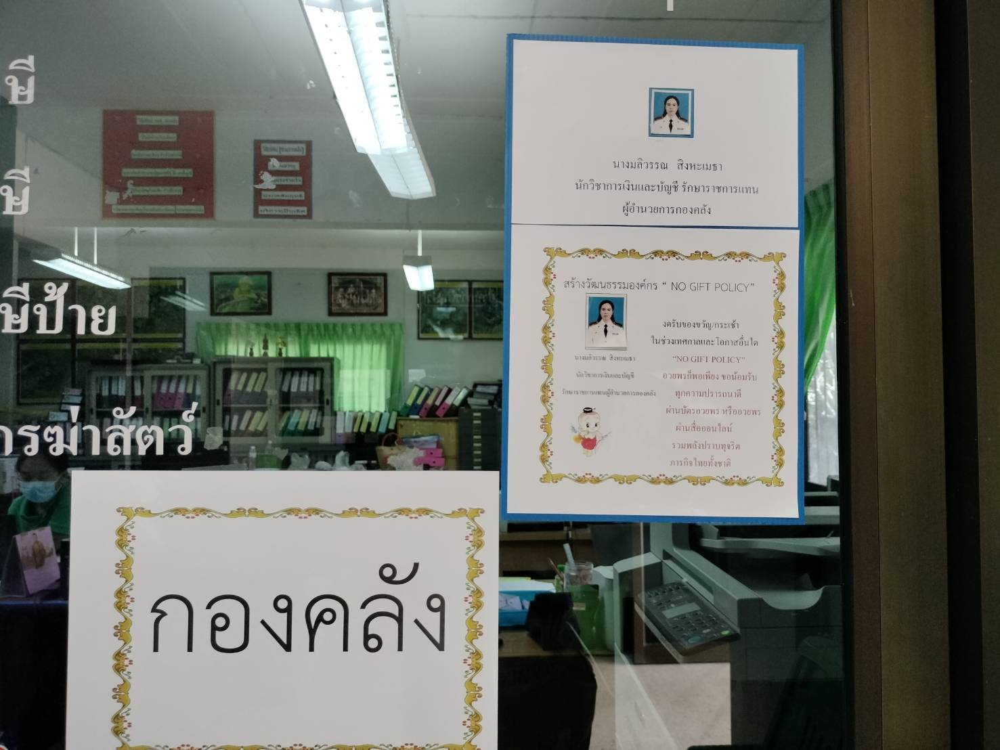 ษี
ษี
ษีป้าย
ารฆ่าสัตว์
นางมลิวรรณ สิงหะเมธา
นักวิชาการเงินและบัญชี รักษาราชการแทน
ผู้อำนวยการกองคลัง
สร้างวัฒนธรรมองค์กร “ NO GIFT POLICY”
นางมลิวรรณ สิงหะเมธา
นักวิชาการเงินและบัญชี
รักษาราชการแทนผู้อำนวยการกองคลัง
งดรับของขวัญ/กระเช้า
ในช่วงเทศกาลและโอกาสอื่นใด
“NO GIFT POLICY”
อวยพรก็พอเพียง ขอน้อมรับ
ทุกความปรารถนาดี
ผ่านบัตรอวยพร หรืออวยพร
ผ่านสื่อออนไลน์
รวมพลังปราบทุจริต
ภารกิจไทยทั้งชาติ
กองคลัง